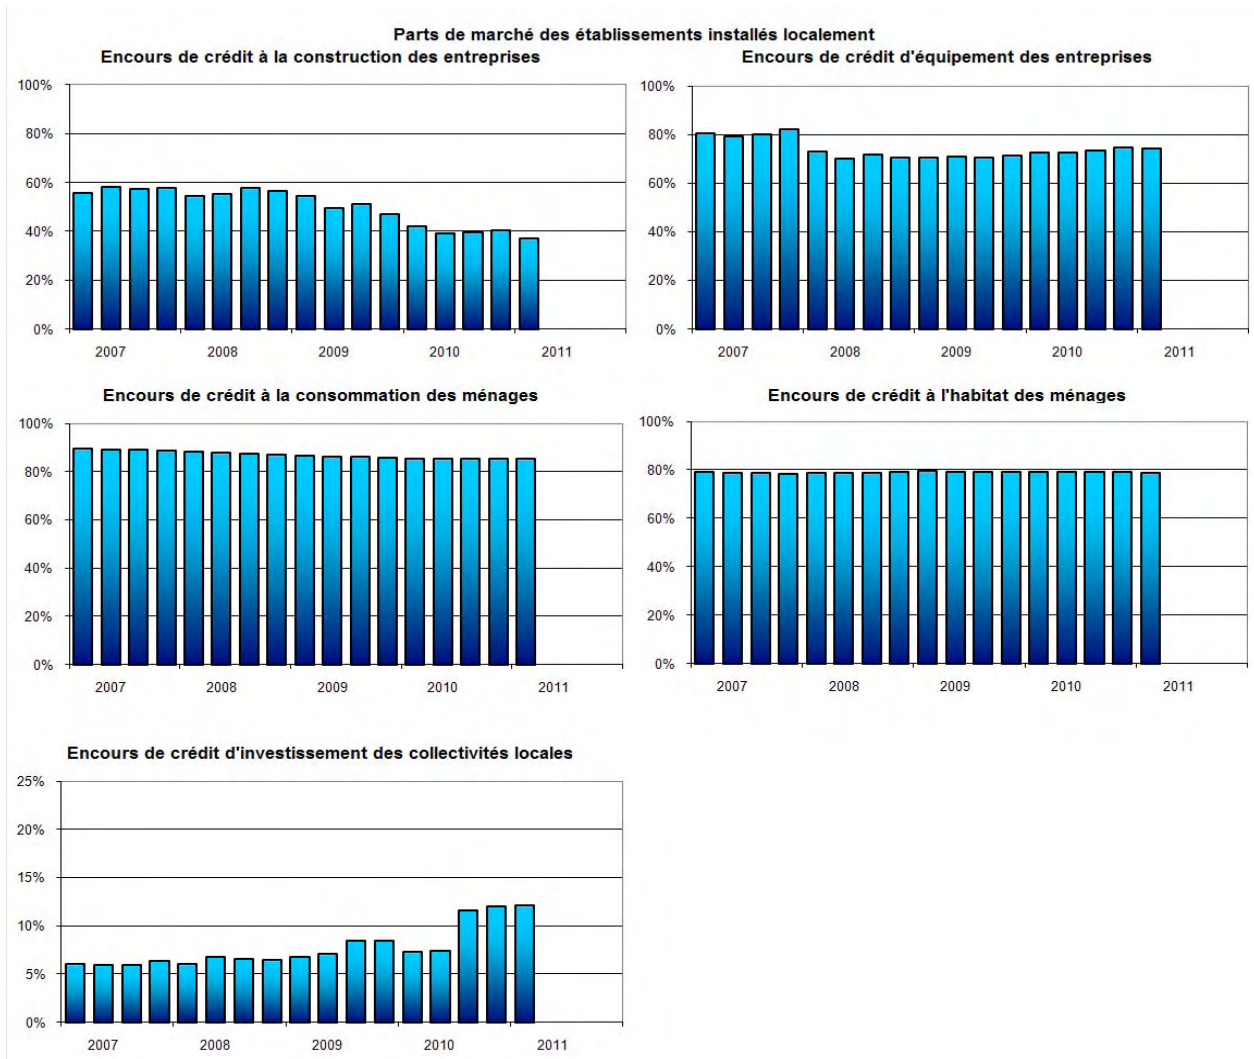 Parts de marché des établissements installés localement
Encours de crédit à la construction des entreprises
100%
80%
60%
40%
20%
0%
2007 2008 2009 2010 2011
Encours de crédit d'équipement des entreprises
100%
80%
60%
40%
20%
0%
2007 2008 2009 2010 2011
Encours de crédit à la consommation des ménages
100%
80%
60%
40%
20%
0%
2007 2008 2009 2010 2011
Encours de crédit à l'habitat des ménages
100%
80%
60%
40%
20%
0%
2007 2008 2009 2010 2011
Encours de crédit d'investissement des collectivités locales
25%
20%
15%
10%
5%
0%
2007 2008 2009 2010 2011